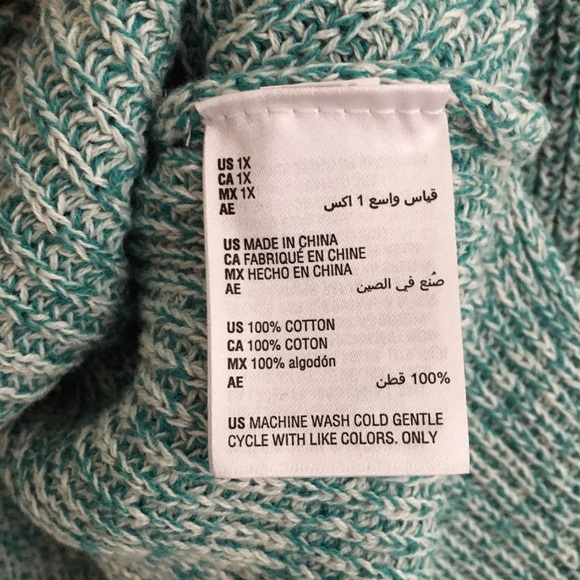 US 1X
CA 1X
MX 1X
AE قياس واسع 1 اكس
US MADE IN CHINA
CA FABRIQUÉ EN CHINE
MX HECHO EN CHINA
AE صُنع في الصين
US 100% COTTON
CA 100% COTON
MX 100% algodón
AE 100% قطن
US MACHINE WASH COLD GENTLE
CYCLE WITH LIKE COLORS. ONLY